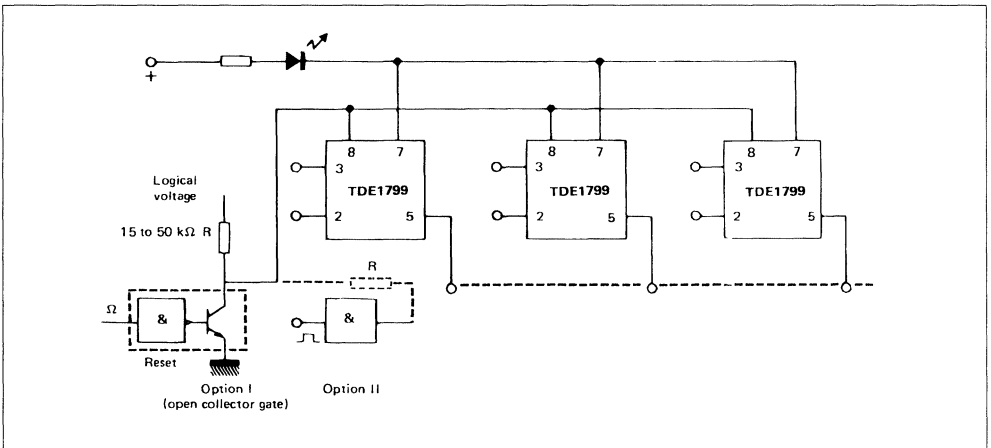 +
8 7
8 7
8 7
3
TDE1799
2 5
3
TDE1799
2 5
3
TDE1799
2 5
Logical
voltage
15 to 50 kΩ R
R
Ω
&
&
Reset
Option I
(open collector gate)
Option II